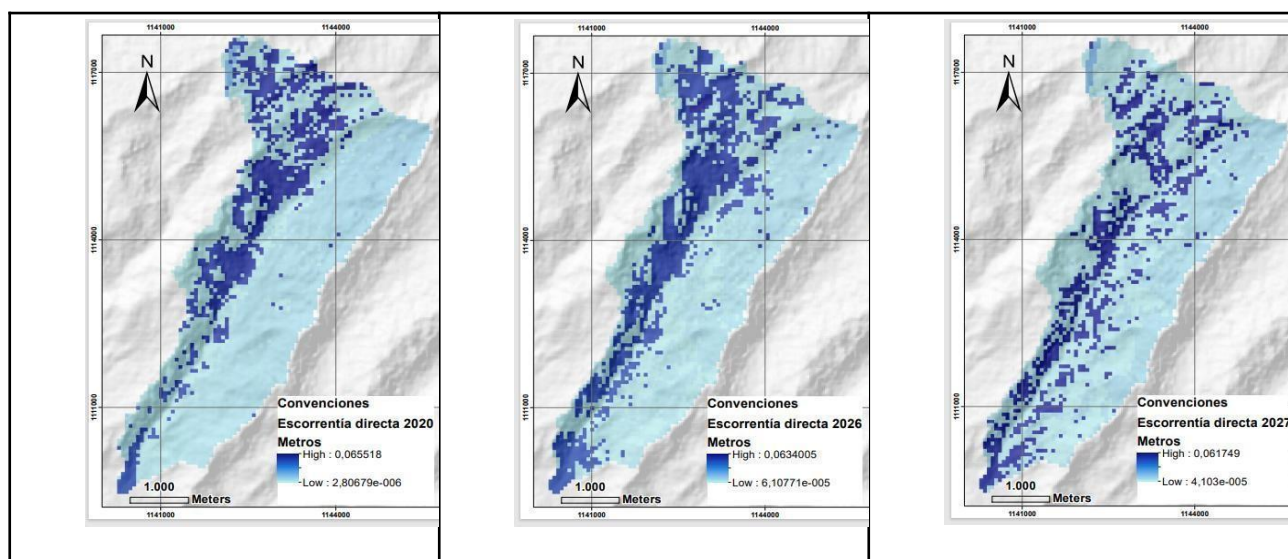 1141000 1144000
N
1117000
1114000
1111000
Convenciones
Escorrentía directa 2020
Metros
High : 0,065518
Low : 2,80679e-006
1.000
Meters
1141000 1144000
1141000 1144000
N
1117000
1114000
1111000
Convenciones
Escorrentía directa 2026
Metros
High : 0,0634005
Low : 6,10771e-005
1.000
Meters
1141000 1144000
1141000 1144000
N
1117000
1114000
1111000
Convenciones
Escorrentía directa 2027
Metros
High : 0,061749
Low : 4,103e-005
1.000
Meters
1141000 1144000